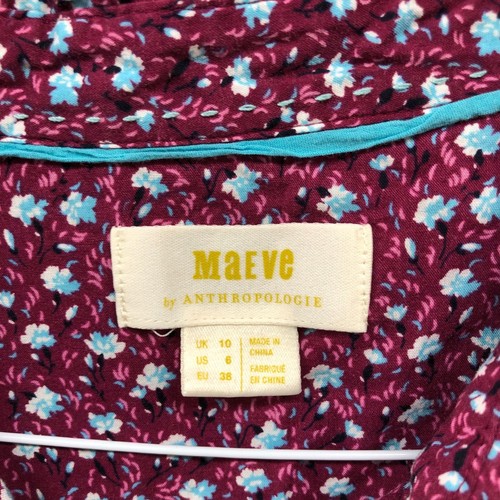 MaEVe
by ANTHROPOLOGIE
UK 10
US 6
EU 38
MADE IN
CHINA
FABRIQUÉ
EN CHINE